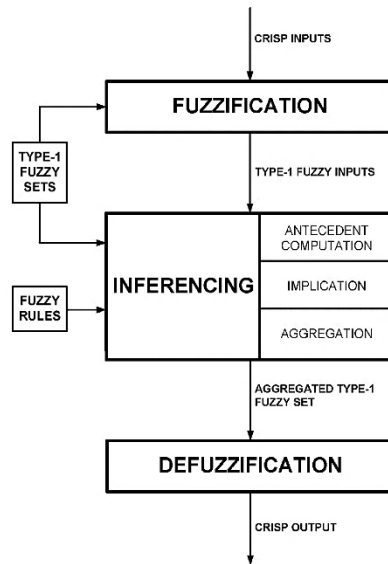 CRISP INPUTS
FUZZIFICATION
TYPE-1
FUZZY
SETS
TYPE-1 FUZZY INPUTS
INFERENCING
ANTECEDENT
COMPUTATION
IMPLICATION
AGGREGATION
FUZZY
RULES
AGGREGATED TYPE-1
FUZZY SET
DEFUZZIFICATION
CRISP OUTPUT